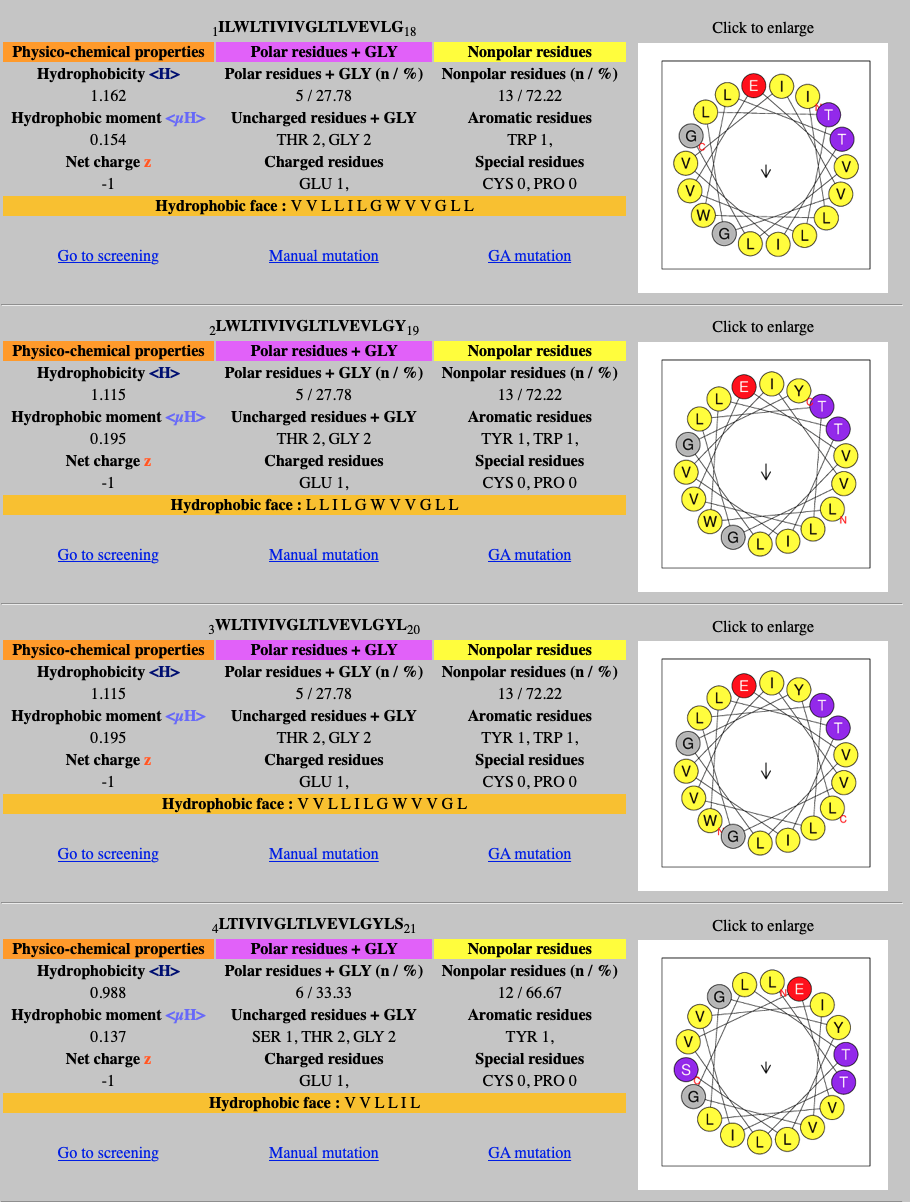 1ILWLTIVIVGLTLVEVLG18 Click to enlarge
Physico-chemical properties Polar residues + GLY Nonpolar residues
Hydrophobicity <H> Polar residues + GLY (n / %) Nonpolar residues (n / %)
1.162 5 / 27.78 13 / 72.22
Hydrophobic moment <μH> Uncharged residues + GLY Aromatic residues
0.154 THR 2, GLY 2 TRP 1,
Net charge z Charged residues Special residues
-1 GLU 1, CYS 0, PRO 0
Hydrophobic face : V V L L I L G W V V G L L
Go to screening Manual mutation GA mutation
L E I I N T T V V L L I L G W V V G C L
2LWLTIVIVGLTLVEVLGY19 Click to enlarge
Physico-chemical properties Polar residues + GLY Nonpolar residues
Hydrophobicity <H> Polar residues + GLY (n / %) Nonpolar residues (n / %)
1.115 5 / 27.78 13 / 72.22
Hydrophobic moment <μH> Uncharged residues + GLY Aromatic residues
0.195 THR 2, GLY 2 TYR 1, TRP 1,
Net charge z Charged residues Special residues
-1 GLU 1, CYS 0, PRO 0
Hydrophobic face : L L I L G W V V G L L
Go to screening Manual mutation GA mutation
L E I Y C T T V V L N L I L G W V V G L
3WLTIVIVGLTLVEVLGYL20 Click to enlarge
Physico-chemical properties Polar residues + GLY Nonpolar residues
Hydrophobicity <H> Polar residues + GLY (n / %) Nonpolar residues (n / %)
1.115 5 / 27.78 13 / 72.22
Hydrophobic moment <μH> Uncharged residues + GLY Aromatic residues
0.195 THR 2, GLY 2 TYR 1, TRP 1,
Net charge z Charged residues Special residues
-1 GLU 1, CYS 0, PRO 0
Hydrophobic face : V V L L I L G W V V G L
Go to screening Manual mutation GA mutation
L E I Y T T V V L C L I L G N W V V G L
4LTIVIVGLTLVEVLGYLS21 Click to enlarge
Physico-chemical properties Polar residues + GLY Nonpolar residues
Hydrophobicity <H> Polar residues + GLY (n / %) Nonpolar residues (n / %)
0.988 6 / 33.33 12 / 66.67
Hydrophobic moment <μH> Uncharged residues + GLY Aromatic residues
0.137 SER 1, THR 2, GLY 2 TYR 1,
Net charge z Charged residues Special residues
-1 GLU 1, CYS 0, PRO 0
Hydrophobic face : V V L L I L
Go to screening Manual mutation GA mutation
L L N E I Y T T V V L L I L G S C V V G